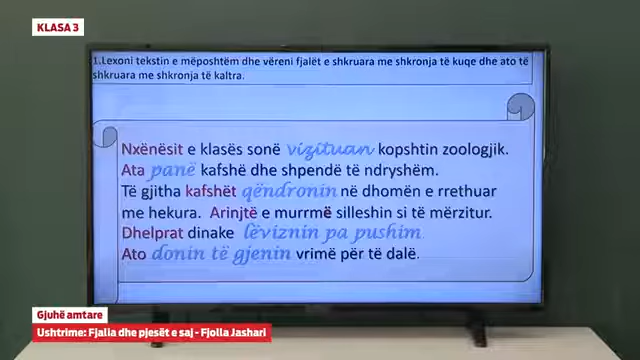 KLASA 3
1.Lexoni tekstin e mëposhtëm dhe vëreni fjalët e shkruara me shkronja të kuqe dhe ato të
shkruara me shkronja të kaltra.
Nxënësit e klasës sonë vizituan kopshtin zoologjik.
Ata panë kafshë dhe shpendë të ndryshëm.
Të gjitha kafshët qëndronin në dhomën e rrethuar
me hekura. Arinjtë e murrmë silleshin si të mërzitur.
Dhelprat dinake lëviznin pa pushim
Ato donin të gjenin vrimë për të dalë.
Gjuhë amtare
Ushtrime: Fjalia dhe pjesët e saj - Fjolla Jashari